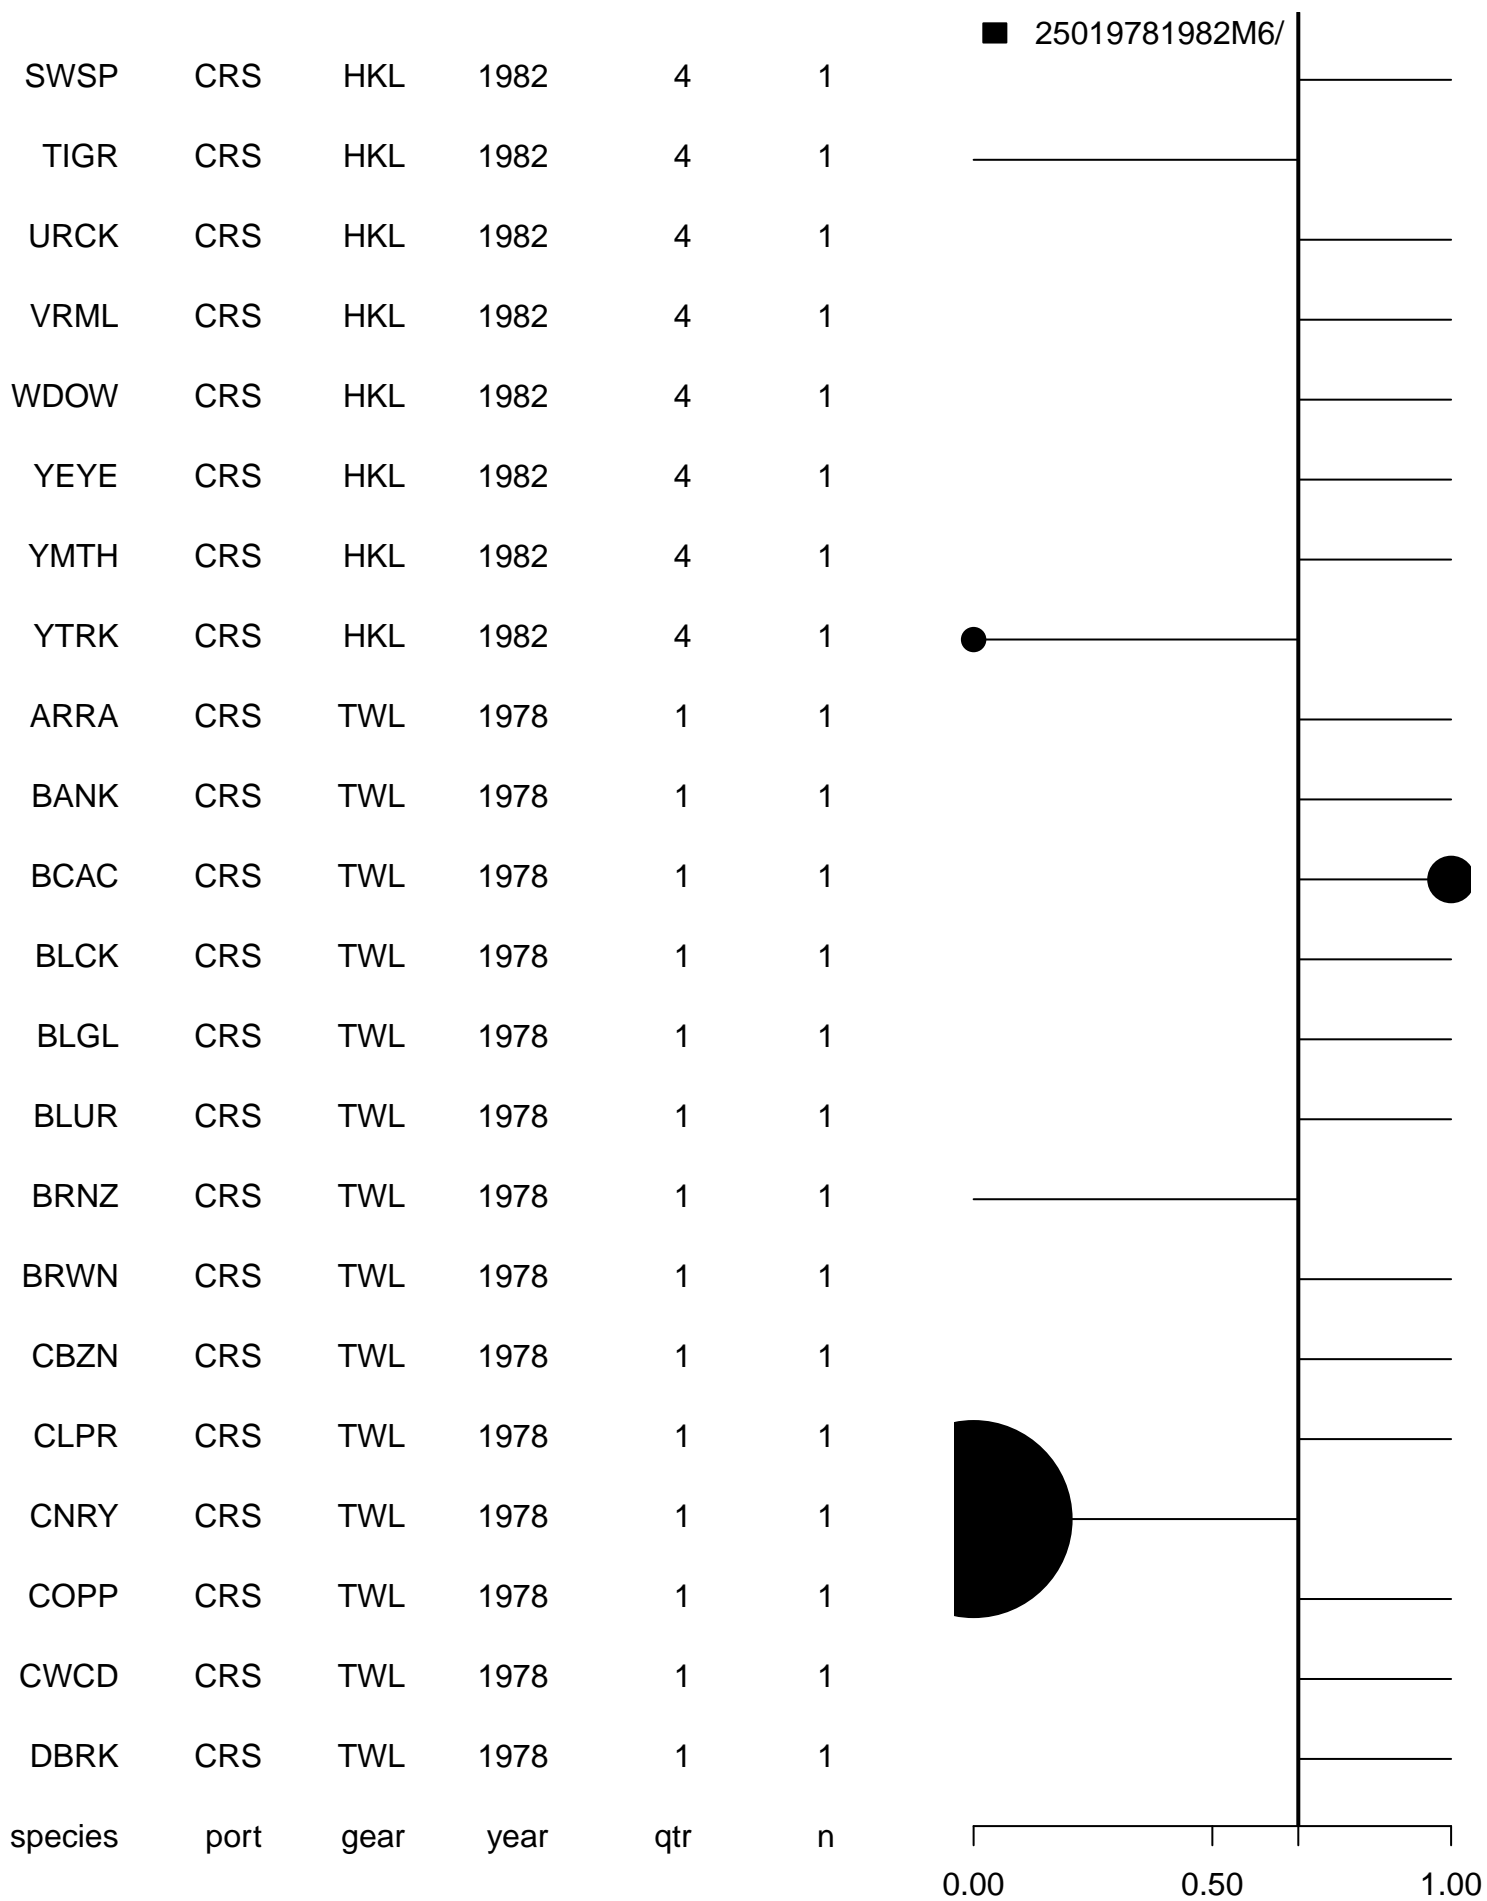 25019781982M6/
SWSP CRS HKL 1982 4 1
TIGR CRS HKL 1982 4 1
URCK CRS HKL 1982 4 1
VRML CRS HKL 1982 4 1
WDOW CRS HKL 1982 4 1
YEYE CRS HKL 1982 4 1
YMTH CRS HKL 1982 4 1
YTRK CRS HKL 1982 4 1
ARRA CRS TWL 1978 1 1
BANK CRS TWL 1978 1 1
BCAC CRS TWL 1978 1 1
BLCK CRS TWL 1978 1 1
BLGL CRS TWL 1978 1 1
BLUR CRS TWL 1978 1 1
BRNZ CRS TWL 1978 1 1
BRWN CRS TWL 1978 1 1
CBZN CRS TWL 1978 1 1
CLPR CRS TWL 1978 1 1
CNRY CRS TWL 1978 1 1
COPP CRS TWL 1978 1 1
CWCD CRS TWL 1978 1 1
DBRK CRS TWL 1978 1 1
species port gear year qtr n
0.00 0.50 1.00